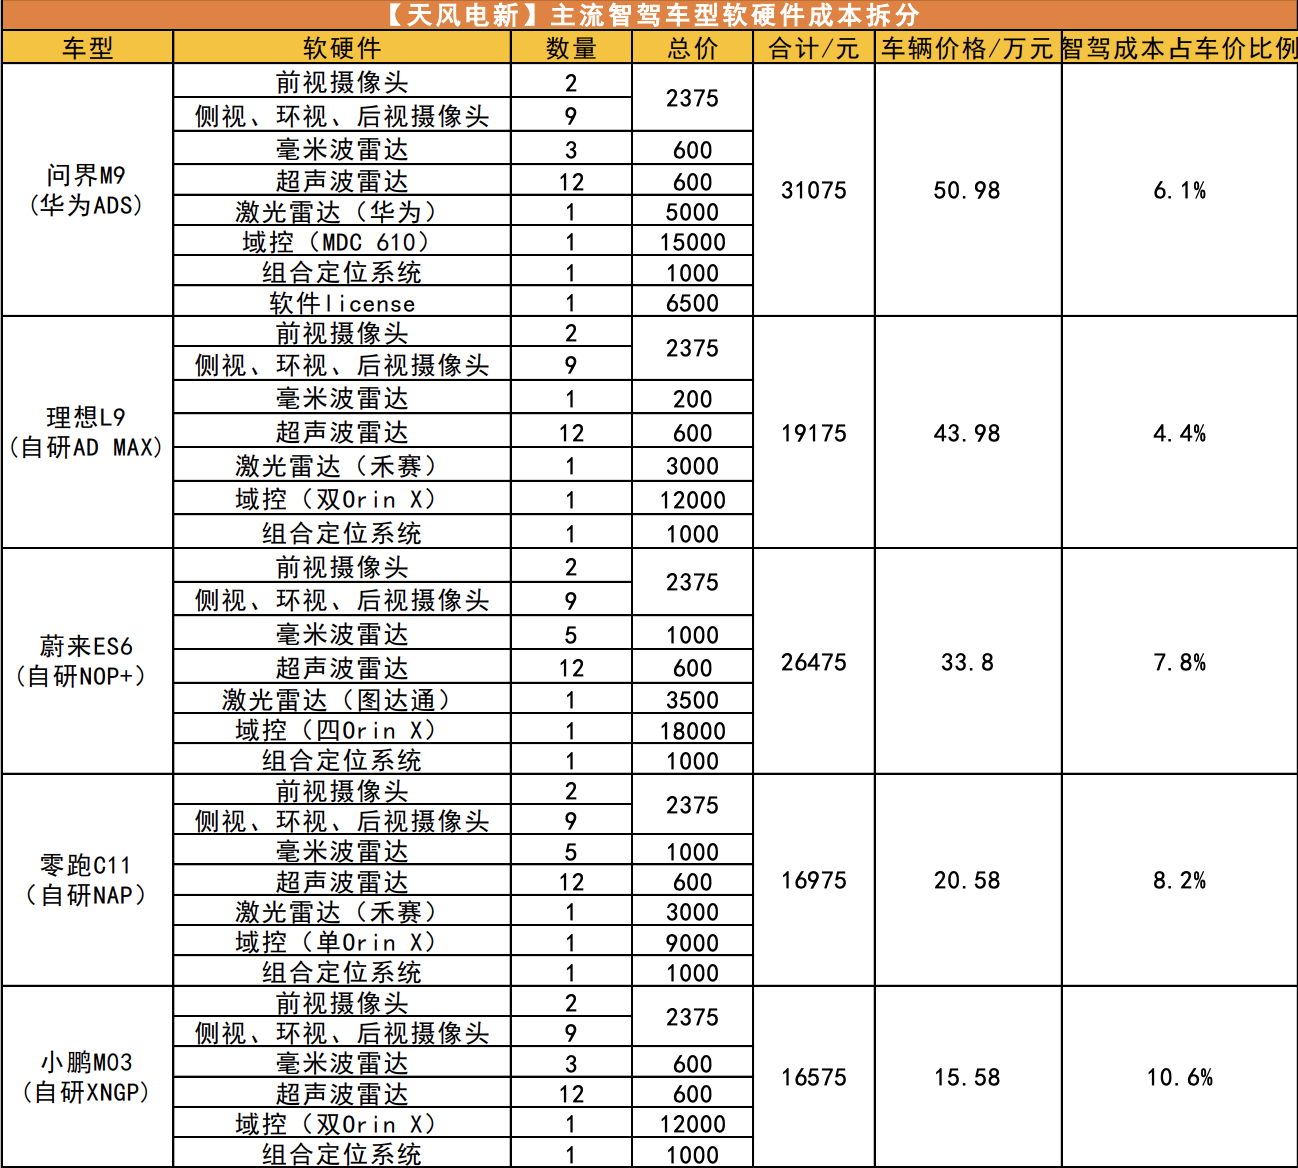 【天风电新】主流智驾车型软硬件成本拆分
车型 软硬件 数量 总价 合计/元 车辆价格/万元 智驾成本占车价比例
问界M9
(华为ADS)
前视摄像头 2 2375
侧视、环视、后视摄像头 9
毫米波雷达 3 600
超声波雷达 12 600
激光雷达（华为） 1 5000
域控（MDC 610） 1 15000
组合定位系统 1 1000
软件license 1 6500
31075 50.98 6.1%
理想L9
(自研AD MAX)
前视摄像头 2 2375
侧视、环视、后视摄像头 9
毫米波雷达 1 200
超声波雷达 12 600
激光雷达（禾赛） 1 3000
域控（双Orin X） 1 12000
组合定位系统 1 1000
19175 43.98 4.4%
蔚来ES6
(自研NOP+）
前视摄像头 2 2375
侧视、环视、后视摄像头 9
毫米波雷达 5 1000
超声波雷达 12 600
激光雷达（图达通） 1 3500
域控（四Orin X） 1 18000
组合定位系统 1 1000
26475 33.8 7.8%
零跑C11
（自研NAP）
前视摄像头 2 2375
侧视、环视、后视摄像头 9
毫米波雷达 5 1000
超声波雷达 12 600
激光雷达（禾赛） 1 3000
域控（单Orin X） 1 9000
组合定位系统 1 1000
16975 20.58 8.2%
小鹏M03
(自研XNGP)
前视摄像头 2 2375
侧视、环视、后视摄像头 9
毫米波雷达 3 600
超声波雷达 12 600
域控（双Orin X） 1 12000
组合定位系统 1 1000
16575 15.58 10.6%